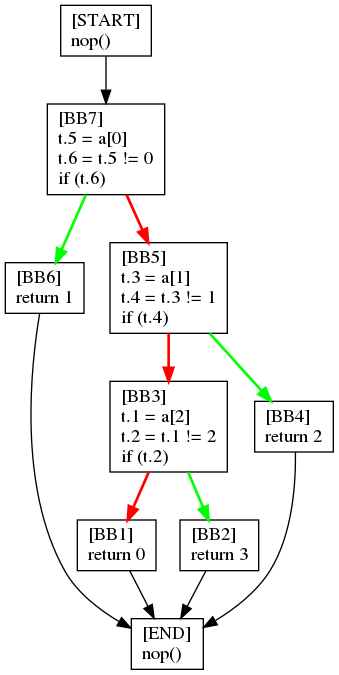 [START]
nop()
[BB7]
t.5 = a[0]
t.6 = t.5 != 0
if (t.6)
[BB6]
return 1
[BB5]
t.3 = a[1]
t.4 = t.3 != 1
if (t.4)
[BB3]
t.1 = a[2]
t.2 = t.1 != 2
if (t.2)
[BB4]
return 2
[BB1]
return 0
[BB2]
return 3
[END]
nop()